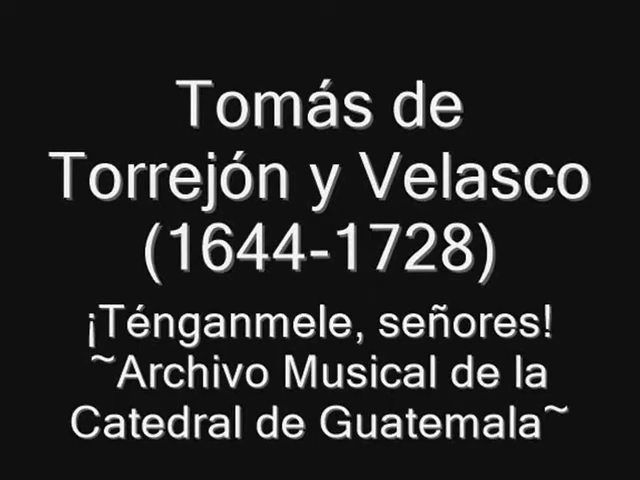 Tomás de
Torrejón y Velasco
(1644-1728)
¡Ténganmele, señores!
~Archivo Musical de la
Catedral de Guatemala~